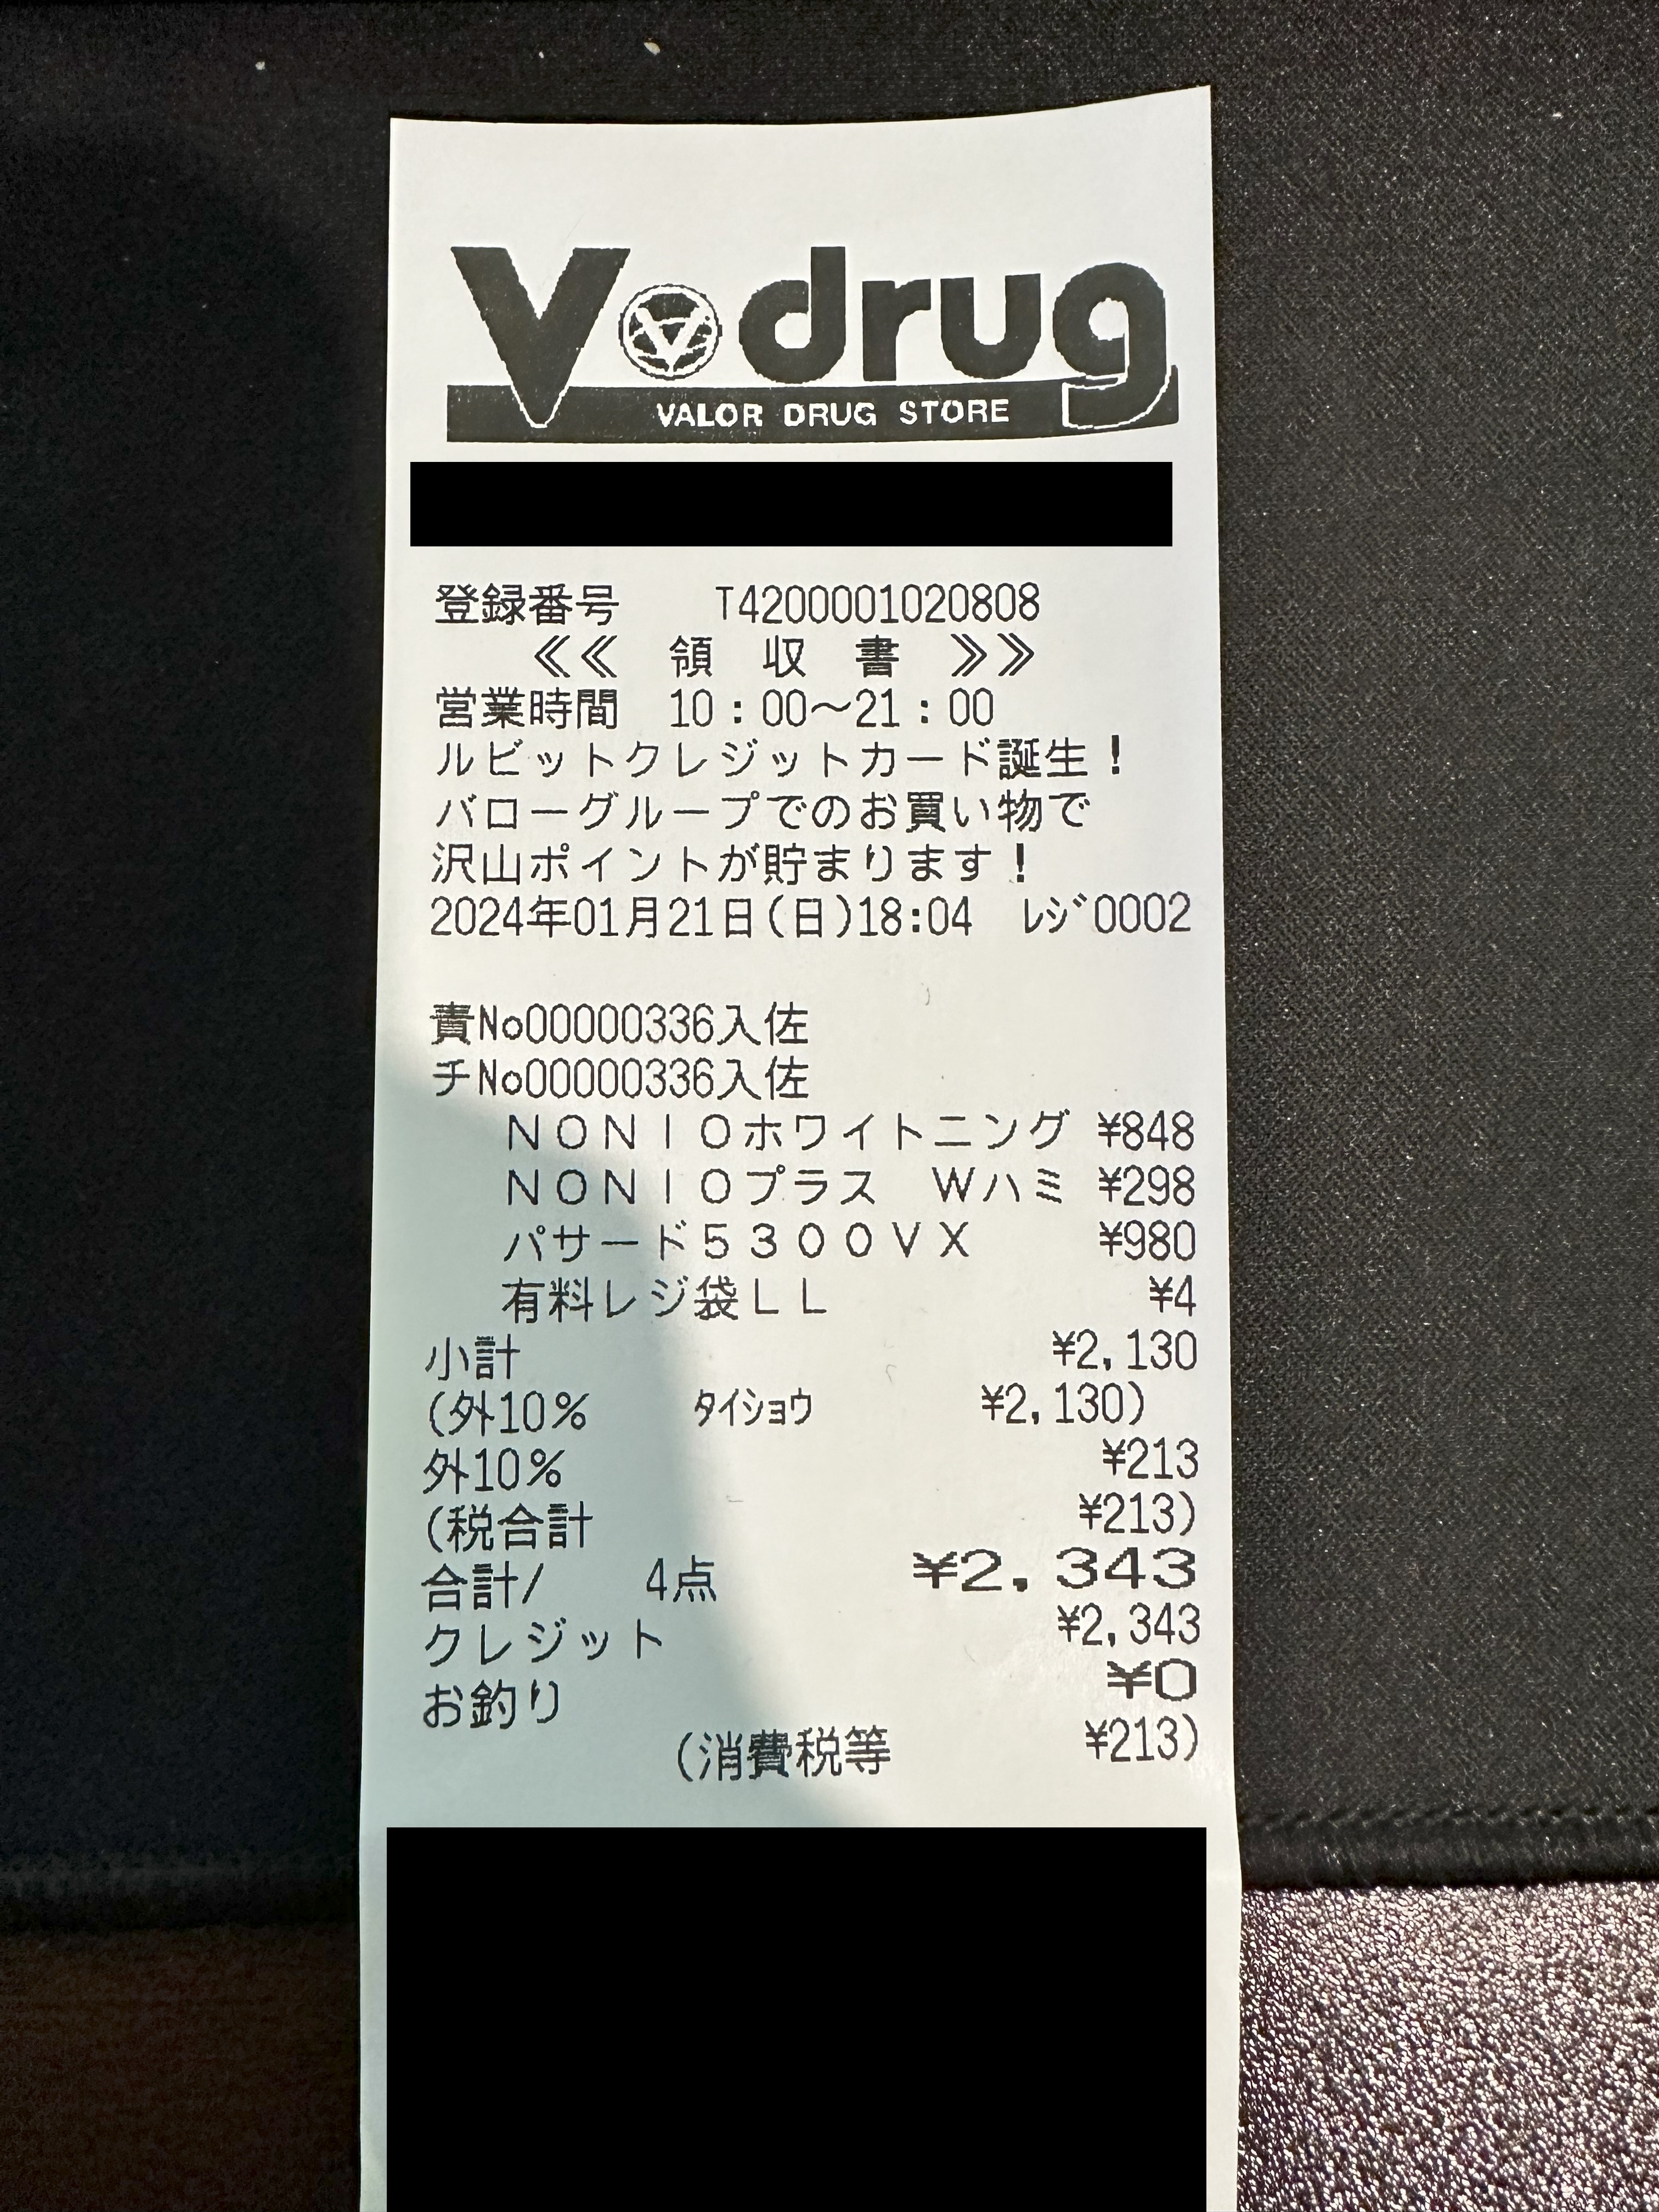 V drug
VALOR DRUG STORE
登録番号 T4200001020808
≪≪ 領 収 書 ≫≫
営業時間 10:00～21:00
ルビットクレジットカード誕生!
バローグループでのお買い物で
沢山ポイントが貯まります!
2024年01月21日(日)18:04 ﾚｼﾞ0002
責No00000336入佐
チNo00000336入佐
ＮＯＮＩＯホワイトニング ¥848
ＮＯＮＩＯプラス Ｗハミ ¥298
パサード５３００ＶＸ ¥980
有料レジ袋ＬＬ ¥4
小計 ¥2,130
(外10% ﾀｲｼｮｳ ¥2,130)
外10% ¥213
(税合計 ¥213)
合計/ 4点 ¥2,343
クレジット ¥2,343
お釣り ¥0
(消費税等 ¥213)